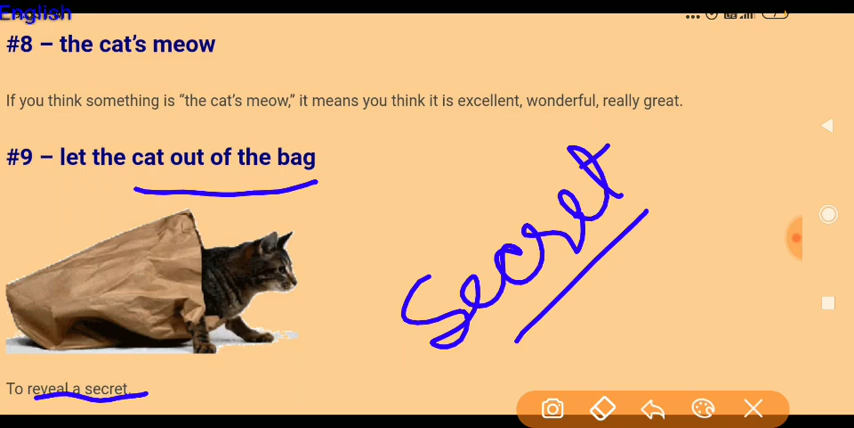 English
#8 – the cat's meow
If you think something is “the cat's meow,” it means you think it is excellent, wonderful, really great.
#9 – let the cat out of the bag
Secret
To reveal a secret.